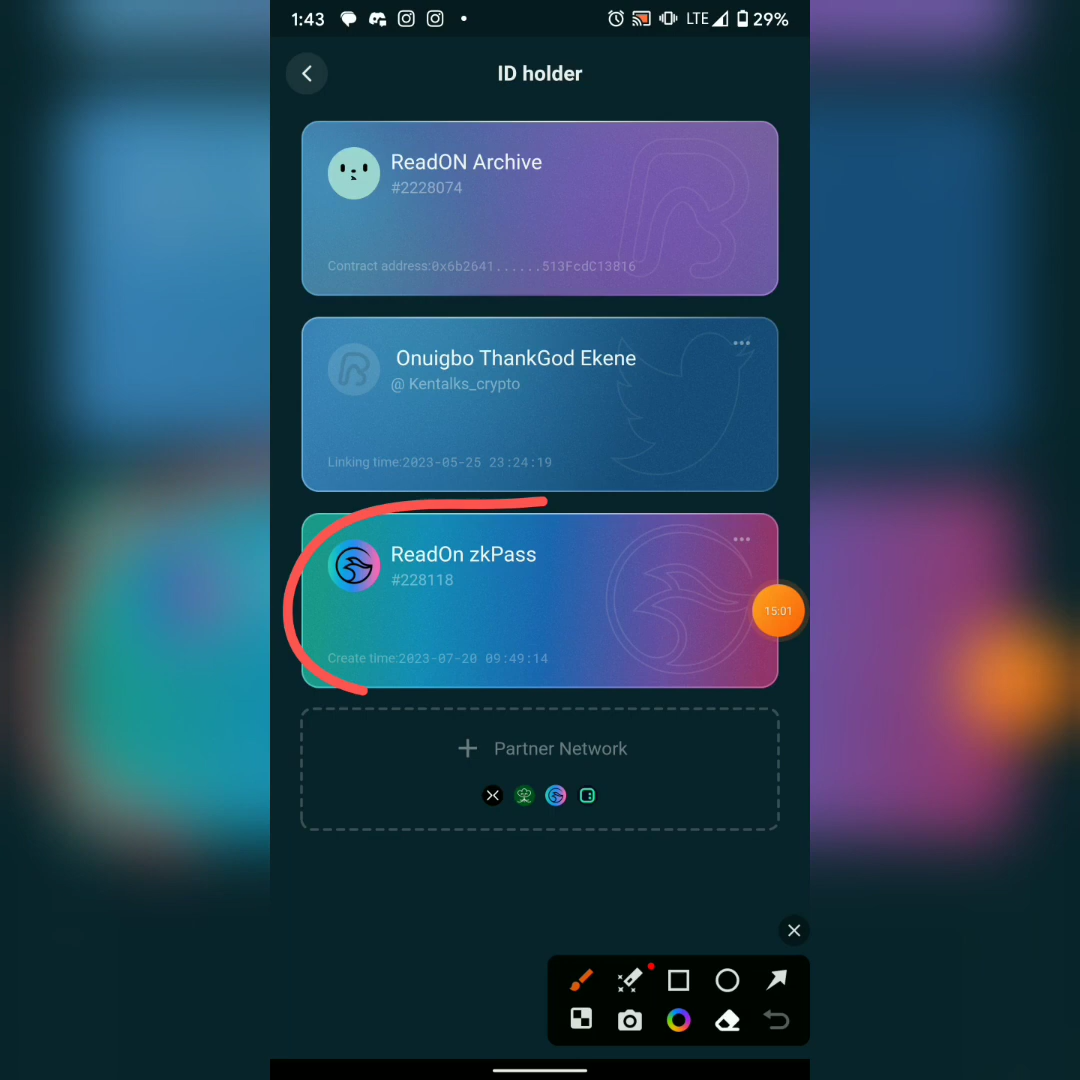 1:43 LTE 29%
ID holder
ReadON Archive
#2228074
Contract address:0x6b2641......513FcdC13816
Onuigbo ThankGod Ekene
@ Kentalks_crypto
Linking time:2023-05-25 23:24:19
ReadOn zkPass
#228118
15:01
Create time:2023-07-20 09:49:14
Partner Network